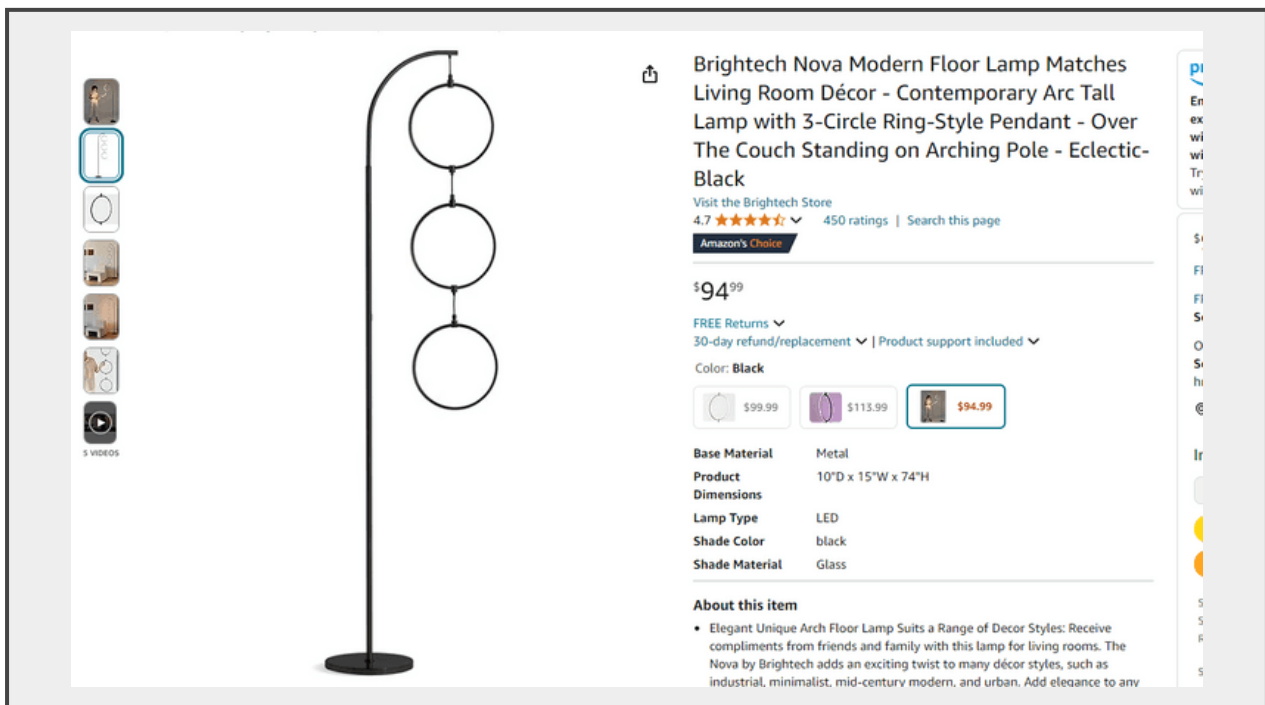 5 VIDEOS
Brightech Nova Modern Floor Lamp Matches
Living Room Décor - Contemporary Arc Tall
Lamp with 3-Circle Ring-Style Pendant - Over
The Couch Standing on Arching Pole - Eclectic-
Black
Visit the Brightech Store
4.7 450 ratings | Search this page
Amazon's Choice
$94.99
FREE Returns
30-day refund/replacement | Product support included
Color: Black
$99.99 $113.99 $94.99
Base Material Metal
Product 10"D x 15"W x 74"H
Dimensions
Lamp Type LED
Shade Color black
Shade Material Glass
About this item
• Elegant Unique Arch Floor Lamp Suits a Range of Decor Styles: Receive
compliments from friends and family with this lamp for living rooms. The
Nova by Brightech adds an exciting twist to many décor styles, such as
industrial, minimalist, mid-century modern, and urban. Add elegance to any